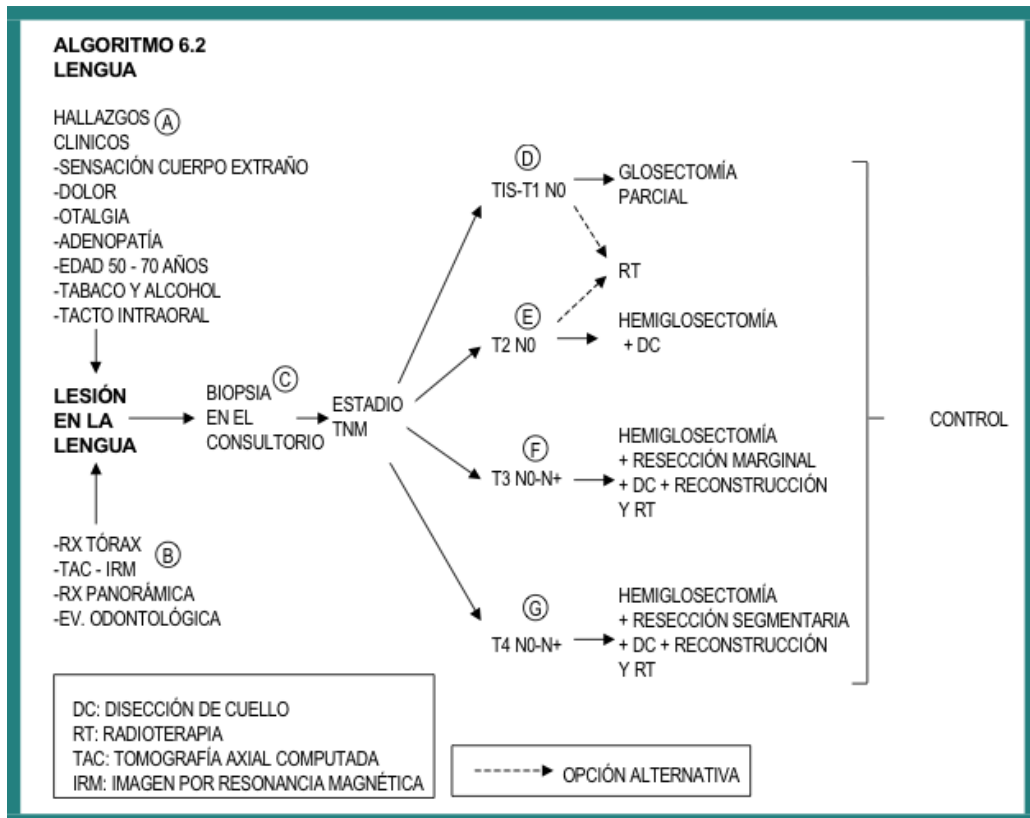 ALGORITMO 6.2
LENGUA
HALLAZGOS Ⓐ
CLINICOS
-SENSACIÓN CUERPO EXTRAÑO
-DOLOR
-OTALGIA
-ADENOPATÍA
-EDAD 50 - 70 AÑOS
-TABACO Y ALCOHOL
-TACTO INTRAORAL
LESIÓN
EN LA
LENGUA
-RX TÓRAX
-TAC - IRM Ⓑ
-RX PANORÁMICA
-EV. ODONTOLÓGICA
BIOPSIA Ⓒ
EN EL
CONSULTORIO
ESTADIO
TNM
Ⓓ
TIS-T1 N0
GLOSECTOMÍA
PARCIAL
RT
Ⓔ
T2 N0
HEMIGLOSECTOMÍA
+ DC
Ⓕ
T3 N0-N+
HEMIGLOSECTOMÍA
+ RESECCIÓN MARGINAL
+ DC + RECONSTRUCCIÓN
Y RT
Ⓖ
T4 N0-N+
HEMIGLOSECTOMÍA
+ RESECCIÓN SEGMENTARIA
+ DC + RECONSTRUCCIÓN
Y RT
CONTROL
DC: DISECCIÓN DE CUELLO
RT: RADIOTERAPIA
TAC: TOMOGRAFÍA AXIAL COMPUTADA
IRM: IMAGEN POR RESONANCIA MAGNÉTICA
OPCIÓN ALTERNATIVA